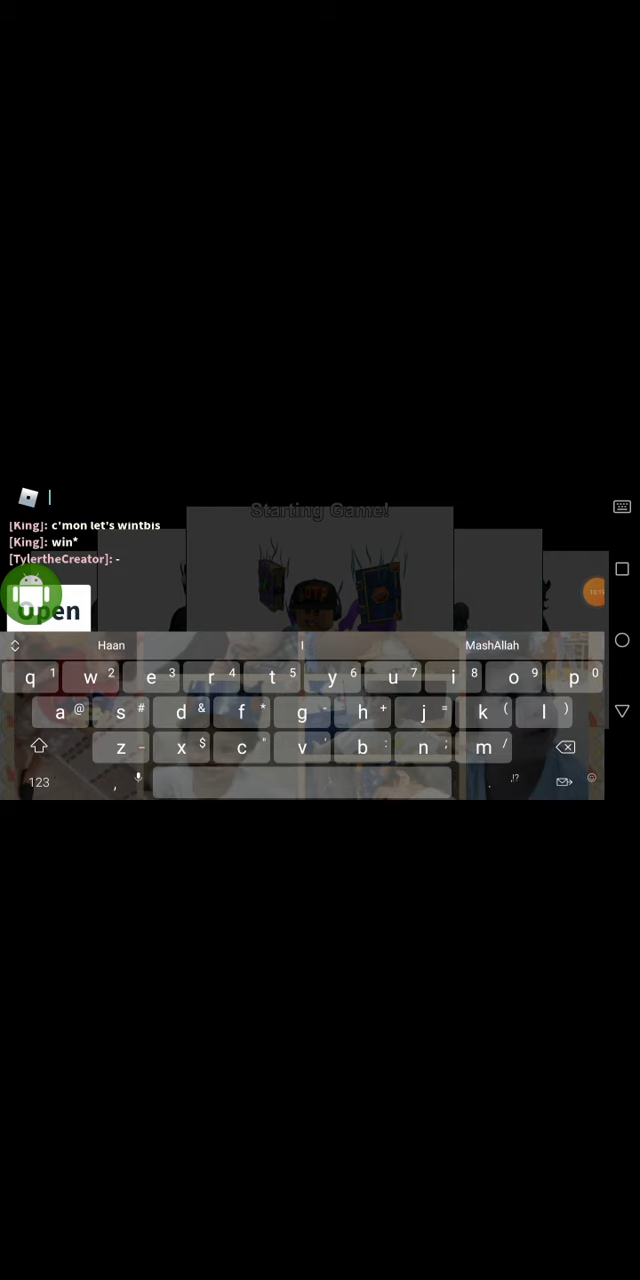 Starting Game!
[King]: c'mon let's wintbis
[King]: win*
[TylertheCreator]: -
Open
Haan I MashAllah
q 1 w 2 e 3 r 4 t 5 y 6 u 7 i 8 o 9 p 0
a @ s # d & f * g - h + j = k ( l )
z _ x $ c " v ' b : n ; m /
123 , . .!?